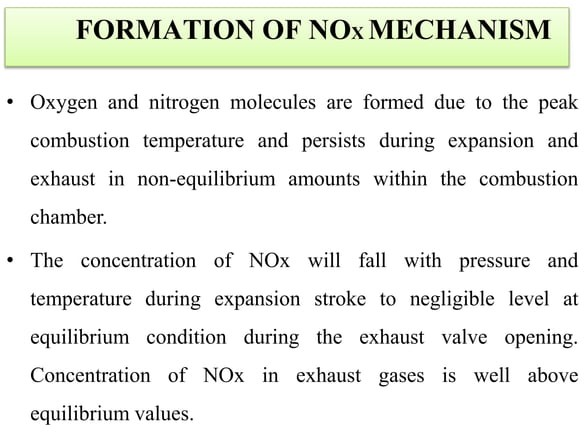 FORMATION OF NOx MECHANISM
• Oxygen and nitrogen molecules are formed due to the peak
combustion temperature and persists during expansion and
exhaust in non-equilibrium amounts within the combustion
chamber.
• The concentration of NOx will fall with pressure and
temperature during expansion stroke to negligible level at
equilibrium condition during the exhaust valve opening.
Concentration of NOx in exhaust gases is well above
equilibrium values.